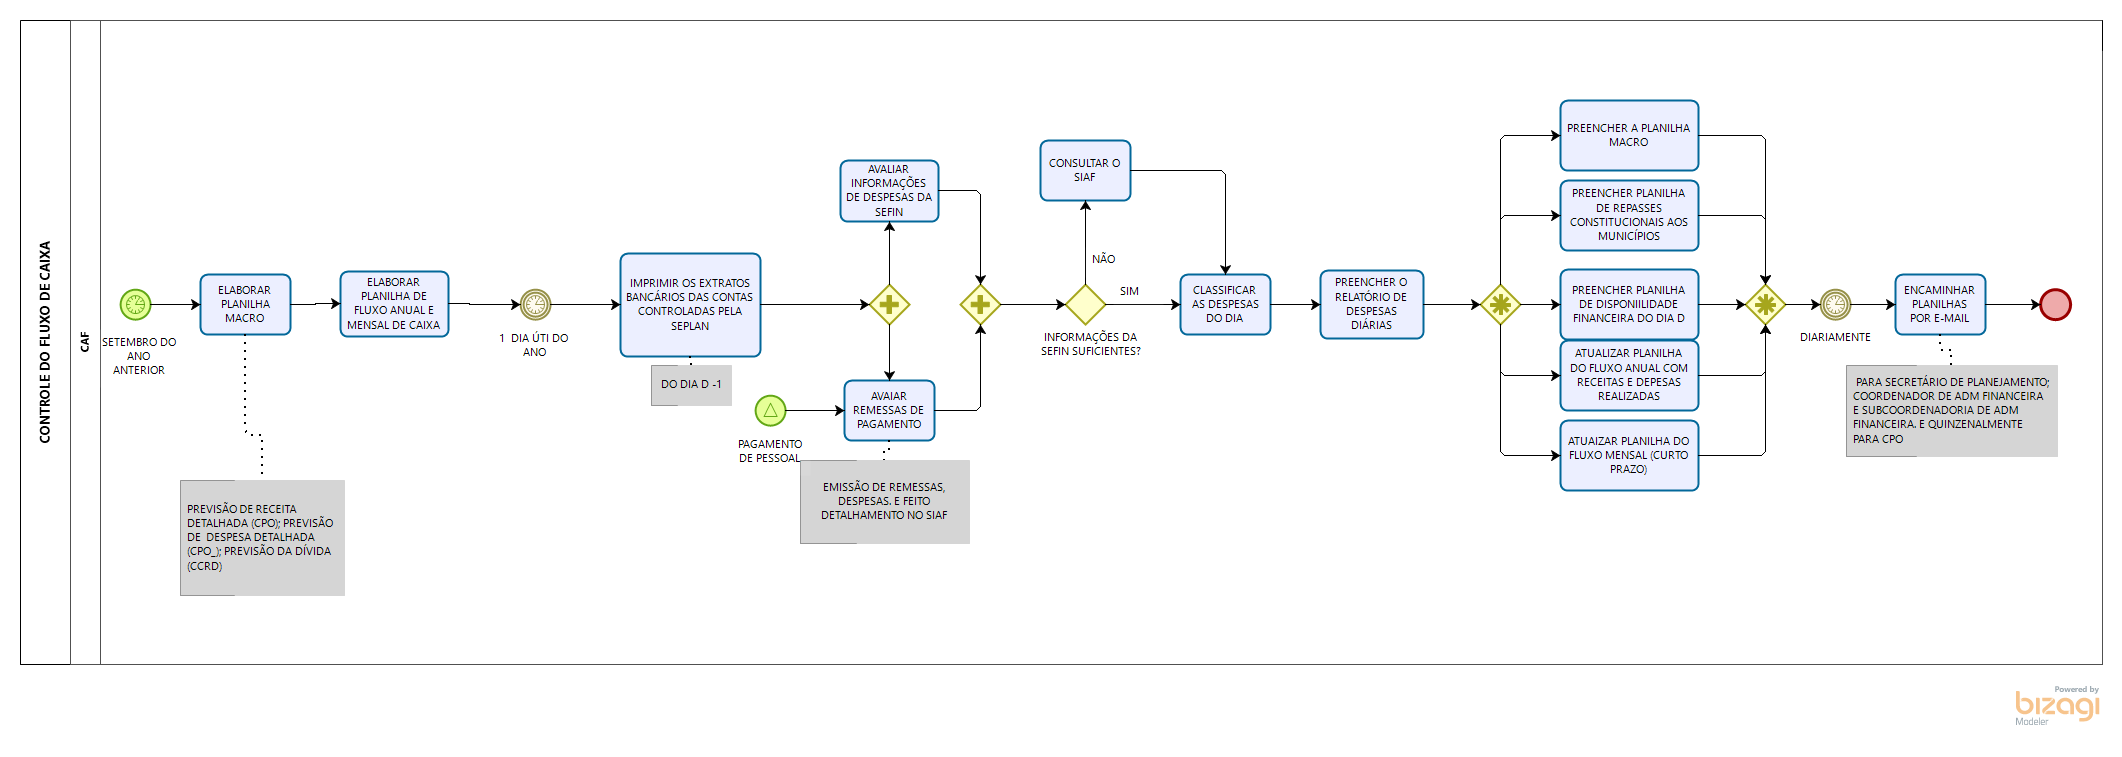 CONTROLE DO FLUXO DE CAIXA
CAF
SETEMBRO DO
ANO
ANTERIOR
ELABORAR
PLANILHA
MACRO
PREVISÃO DE RECEITA
DETALHADA (CPO); PREVISÃO
DE DESPESA DETALHADA
(CPO_); PREVISÃO DA DÍVIDA
(CCRD)
ELABORAR
PLANILHA DE
FLUXO ANUAL E
MENSAL DE CAIXA
1 DIA ÚTI DO
ANO
IMPRIMIR OS EXTRATOS
BANCÁRIOS DAS CONTAS
CONTROLADAS PELA
SEPLAN
DO DIA D -1
PAGAMENTO
DE PESSOAL
AVALIAR
INFORMAÇÕES
DE DESPESAS DA
SEFIN
AVAIAR
REMESSAS DE
PAGAMENTO
EMISSÃO DE REMESSAS,
DESPESAS. E FEITO
DETALHAMENTO NO SIAF
CONSULTAR O
SIAF
NÃO
SIM
INFORMAÇÕES DA
SEFIN SUFICIENTES?
CLASSIFICAR
AS DESPESAS
DO DIA
PREENCHER O
RELATÓRIO DE
DESPESAS
DIÁRIAS
PREENCHER A PLANILHA
MACRO
PREENCHER PLANILHA
DE REPASSES
CONSTITUCIONAIS AOS
MUNICÍPIOS
PREENCHER PLANILHA
DE DISPONIILIDADE
FINANCEIRA DO DIA D
ATUALIZAR PLANILHA
DO FLUXO ANUAL COM
RECEITAS E DEPESAS
REALIZADAS
ATUAIZAR PLANILHA DO
FLUXO MENSAL (CURTO
PRAZO)
DIARIAMENTE
ENCAMINHAR
PLANILHAS
POR E-MAIL
PARA SECRETÁRIO DE PLANEJAMENTO;
COORDENADOR DE ADM FINANCEIRA
E SUBCOORDENADORIA DE ADM
FINANCEIRA. E QUINZENALMENTE
PARA CPO
Powered by
bizagi
Modeler